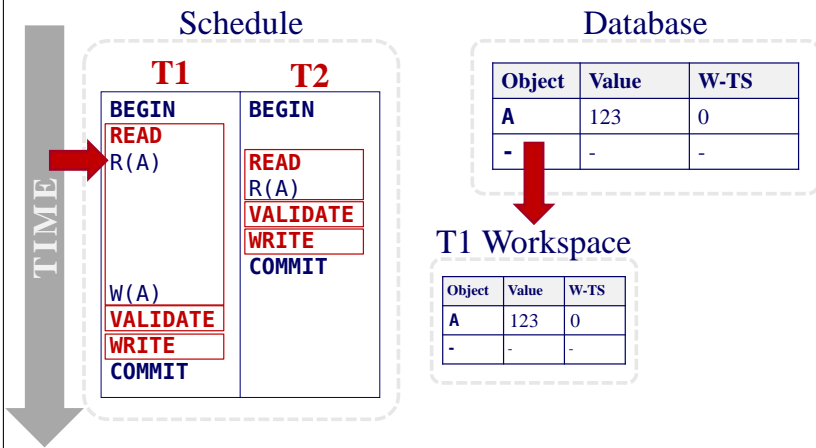 Schedule
Database
TIME
T1 T2
BEGIN BEGIN
READ
R(A) READ
R(A)
VALIDATE
WRITE
COMMIT
W(A)
VALIDATE
WRITE
COMMIT
Object Value W-TS
A 123 0
- - -
T1 Workspace
Object Value W-TS
A 123 0
- - -